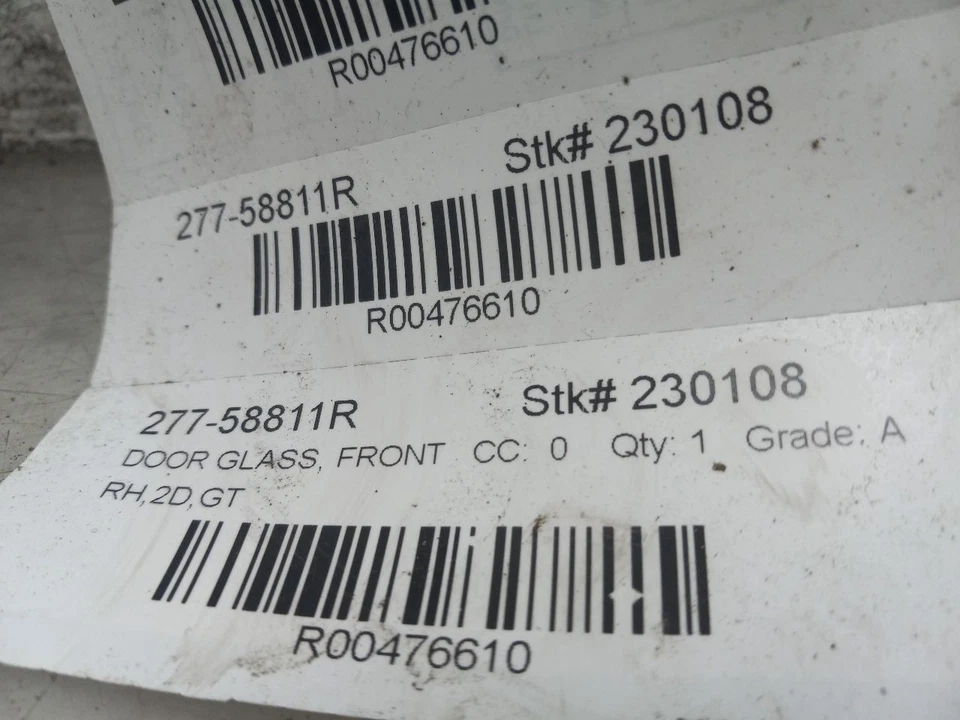 R00476610
Stk# 230108
277-58811R
R00476610
277-58811R Stk# 230108
DOOR GLASS, FRONT CC: 0 Qty: 1 Grade: A
RH,2D,GT
R00476610